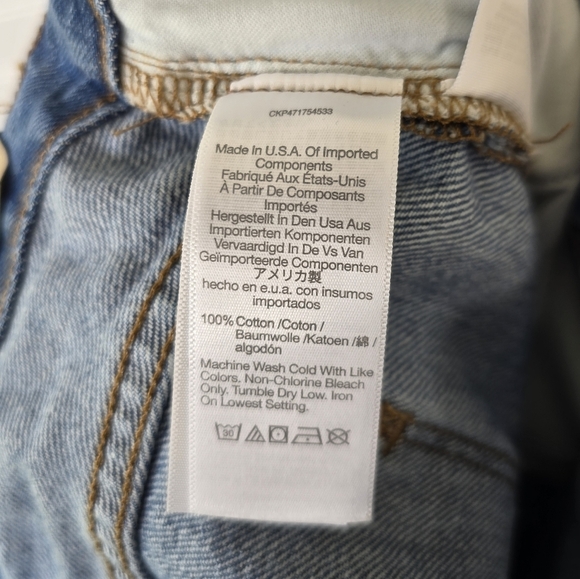 CKP471754533
Made In U.S.A. Of Imported
Components
Fabriqué Aux États-Unis
À Partir De Composants
Importés
Hergestellt In Den Usa Aus
Importierten Komponenten
Vervaardigd In De Vs Van
Geïmporteerde Componenten
アメリカ製
hecho en e.u.a. con insumos
importados
100% Cotton /Coton /
Baumwolle /Katoen /綿 /
algodón
Machine Wash Cold With Like
Colors. Non-Chlorine Bleach
Only. Tumble Dry Low. Iron
On Lowest Setting.
30